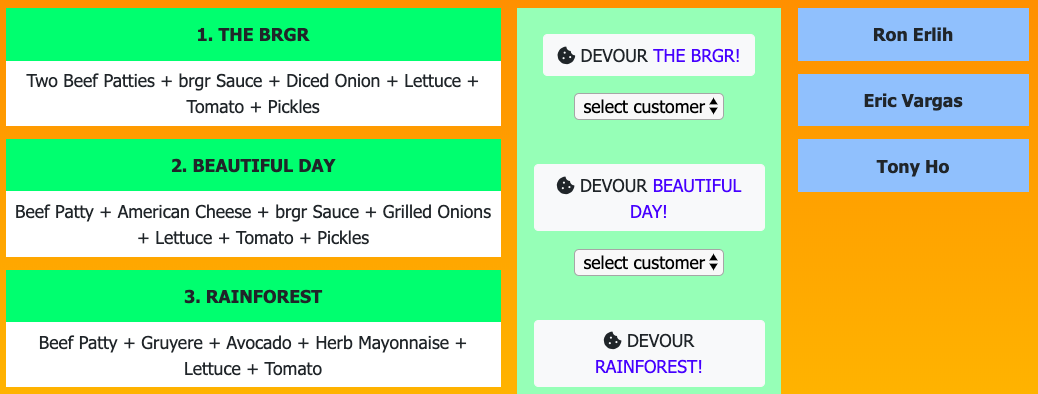 1. THE BRGR
Two Beef Patties + brgr Sauce + Diced Onion + Lettuce +
Tomato + Pickles
2. BEAUTIFUL DAY
Beef Patty + American Cheese + brgr Sauce + Grilled Onions
+ Lettuce + Tomato + Pickles
3. RAINFOREST
Beef Patty + Gruyere + Avocado + Herb Mayonnaise +
Lettuce + Tomato
DEVOUR THE BRGR!
select customer
DEVOUR BEAUTIFUL
DAY!
select customer
DEVOUR
RAINFOREST!
Ron Erlih
Eric Vargas
Tony Ho